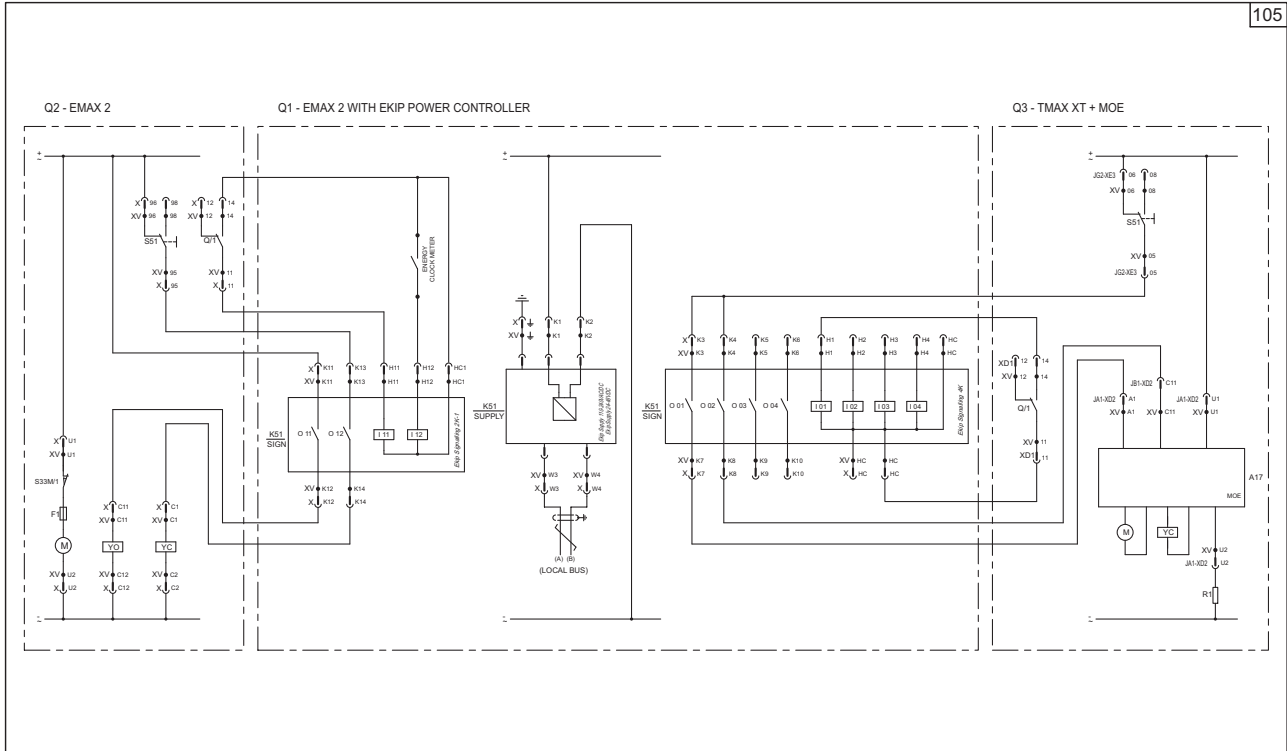 105
Q2 - EMAX 2
Q1 - EMAX 2 WITH EKIP POWER CONTROLLER
Q3 - TMAX XT + MOE
+
~
+
~
+
~
JG2-XE3 06 08
XV 06 08
S51
XV 05
JG2-XE3 05
X 96 98
XV 96 98
S51
XV 95
X 95
X 12 14
XV 12 14
Q/1
XV 11
X 11
ENERGY
CLOCK METER
X K11 K13 H11 H12 HC1
XV K11 K13 H11 H12 HC1
K51
SIGN
O 11 O 12 I 11 I 12
Ekip Signalling 2K-1
XV K12 K14
X K12 K14
X K1 K2
XV K1 K2
K51
SUPPLY
XV W3 XV W4
X W3 X W4
(A) (B)
(LOCAL BUS)
X K3 K4 K5 K6 H1 H2 H3 H4 HC
XV K3 K4 K5 K6 H1 H2 H3 H4 HC
K51
SIGN
O 01 O 02 O 03 O 04 I 01 I 02 I 03 I 04
Ekip Signalling 4K
XV K7 K8 K9 K10 XV HC HC
X K7 K8 K9 K10 X HC HC
XD1 12 14
XV 12 14
Q/1
XV 11
XD1 11
JB1-XD2 C11
XV C11
JA1-XD2 A1
XV A1
JA1-XD2 U1
XV U1
A17
MOE
M
YC
XV U2
JA1-XD2 U2
R1
X U1
XV U1
S33M/1
F1
M
XV U2
X U2
X C11
XV C11
YO
XV C12
X C12
X C1
XV C1
YC
XV C2
X C2
-
~
-
~
-
~